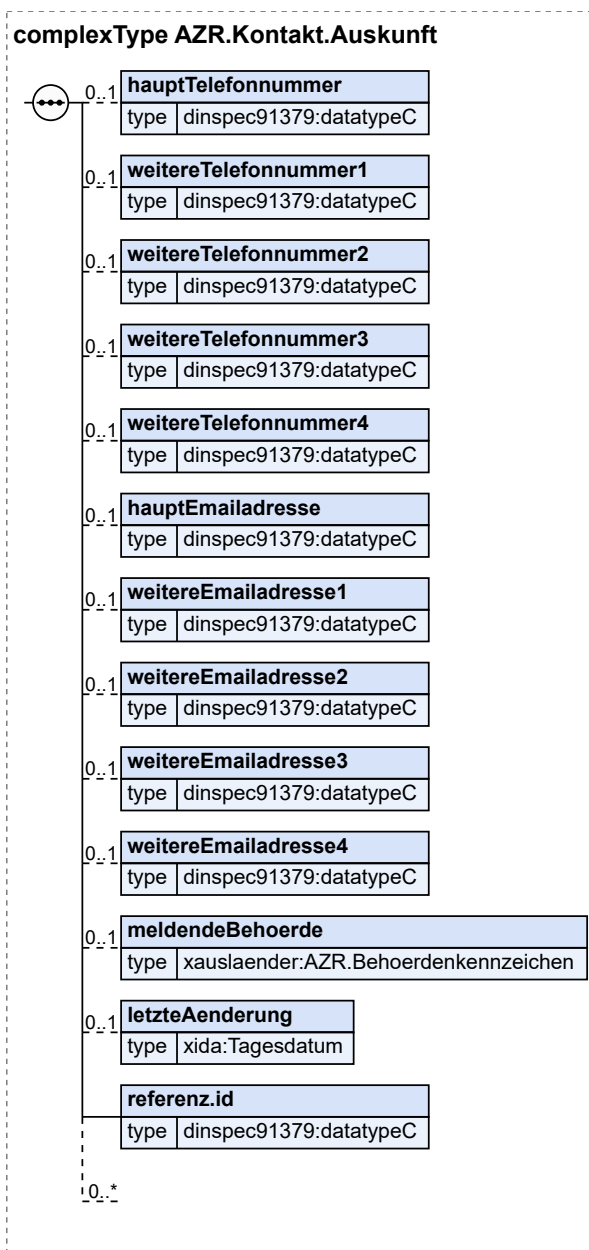 complexType AZR.Kontakt.Auskunft
0..1 hauptTelefonnummer
type dinspec91379:datatypeC
0..1 weitereTelefonnummer1
type dinspec91379:datatypeC
0..1 weitereTelefonnummer2
type dinspec91379:datatypeC
0..1 weitereTelefonnummer3
type dinspec91379:datatypeC
0..1 weitereTelefonnummer4
type dinspec91379:datatypeC
0..1 hauptEmailadresse
type dinspec91379:datatypeC
0..1 weitereEmailadresse1
type dinspec91379:datatypeC
0..1 weitereEmailadresse2
type dinspec91379:datatypeC
0..1 weitereEmailadresse3
type dinspec91379:datatypeC
0..1 weitereEmailadresse4
type dinspec91379:datatypeC
0..1 meldendeBehoerde
type xauslaender:AZR.Behoerdenkennzeichen
0..1 letzteAenderung
type xida:Tagesdatum
referenz.id
type dinspec91379:datatypeC
0..*